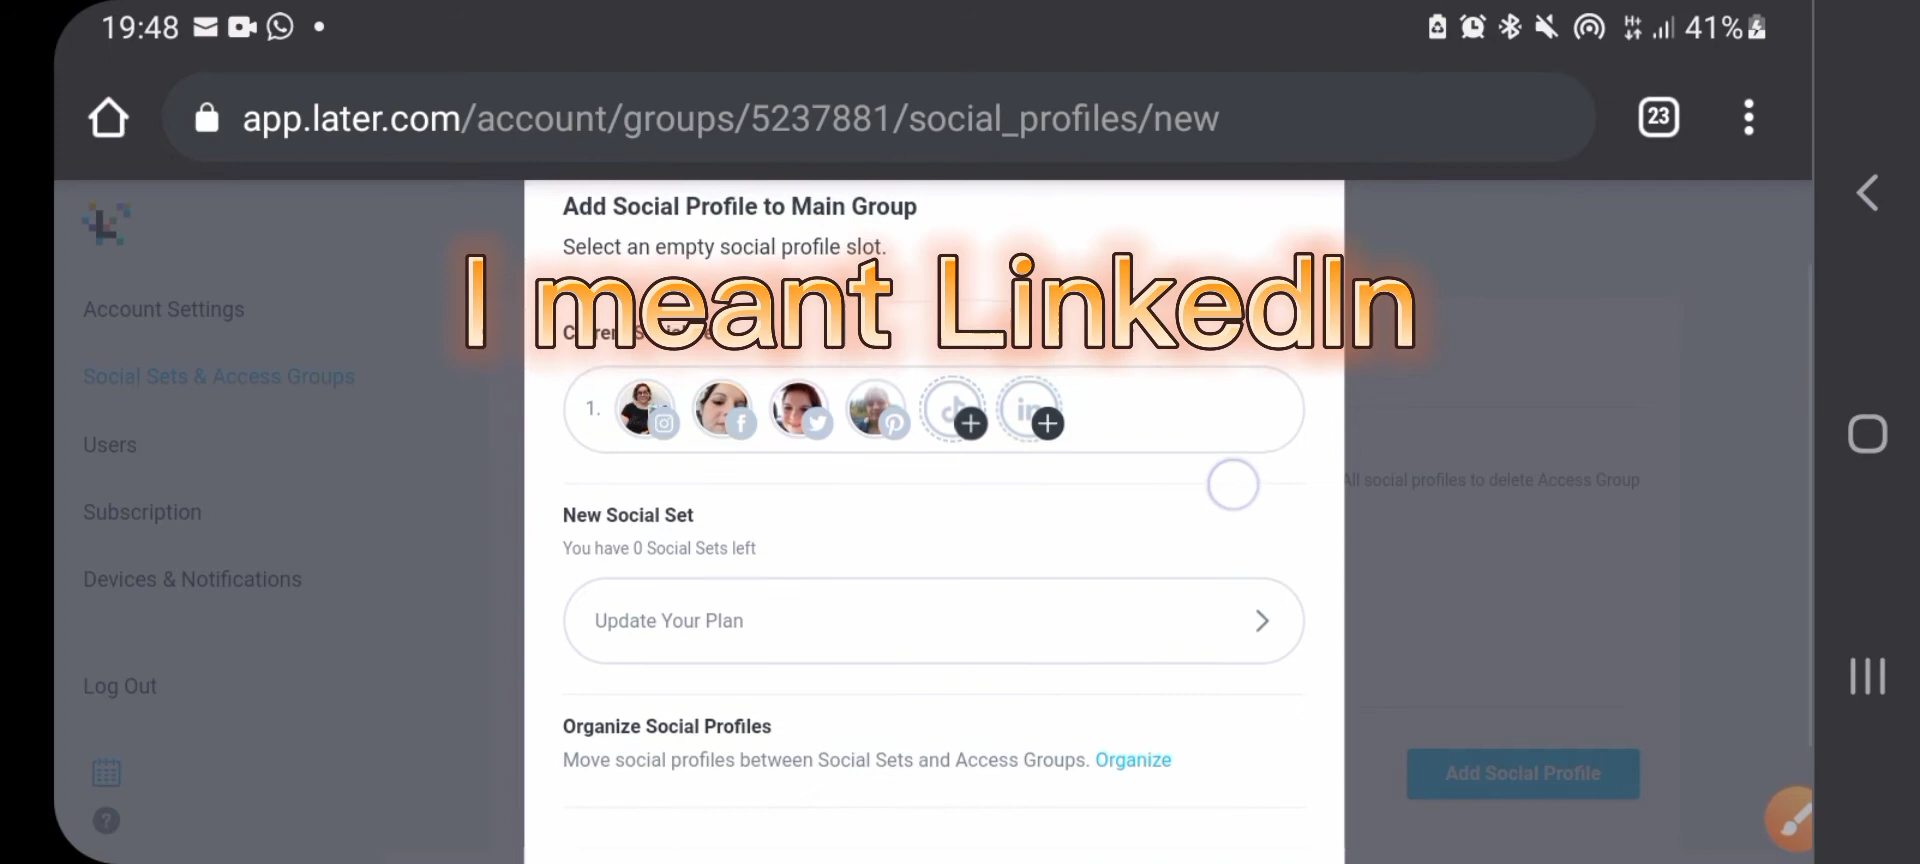 19:48
41%
app.later.com/account/groups/5237881/social_profiles/new
23
Add Social Profile to Main Group
Select an empty social profile slot.
I meant LinkedIn
Account Settings
Social Sets & Access Groups
1.
Users
All social profiles to delete Access Group
Subscription
New Social Set
You have 0 Social Sets left
Devices & Notifications
Update Your Plan
Log Out
Organize Social Profiles
Move social profiles between Social Sets and Access Groups. Organize
Add Social Profile